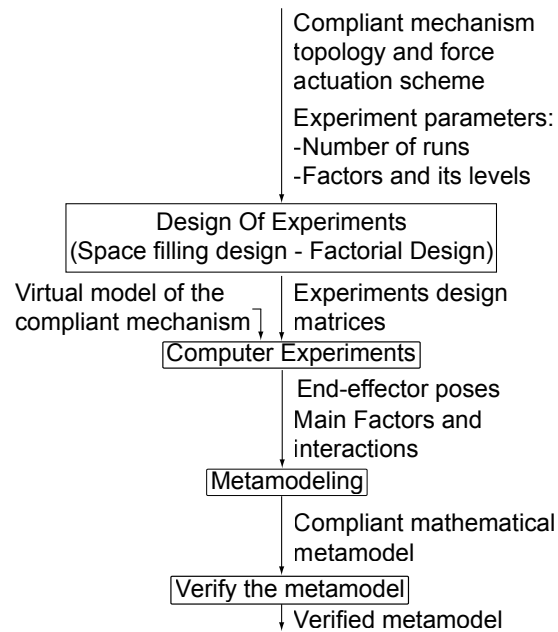 Compliant mechanism
topology and force
actuation scheme
Experiment parameters:
-Number of runs
-Factors and its levels
Design Of Experiments
(Space filling design - Factorial Design)
Virtual model of the
compliant mechanism
Experiments design
matrices
Computer Experiments
End-effector poses
Main Factors and
interactions
Metamodeling
Compliant mathematical
metamodel
Verify the metamodel
Verified metamodel